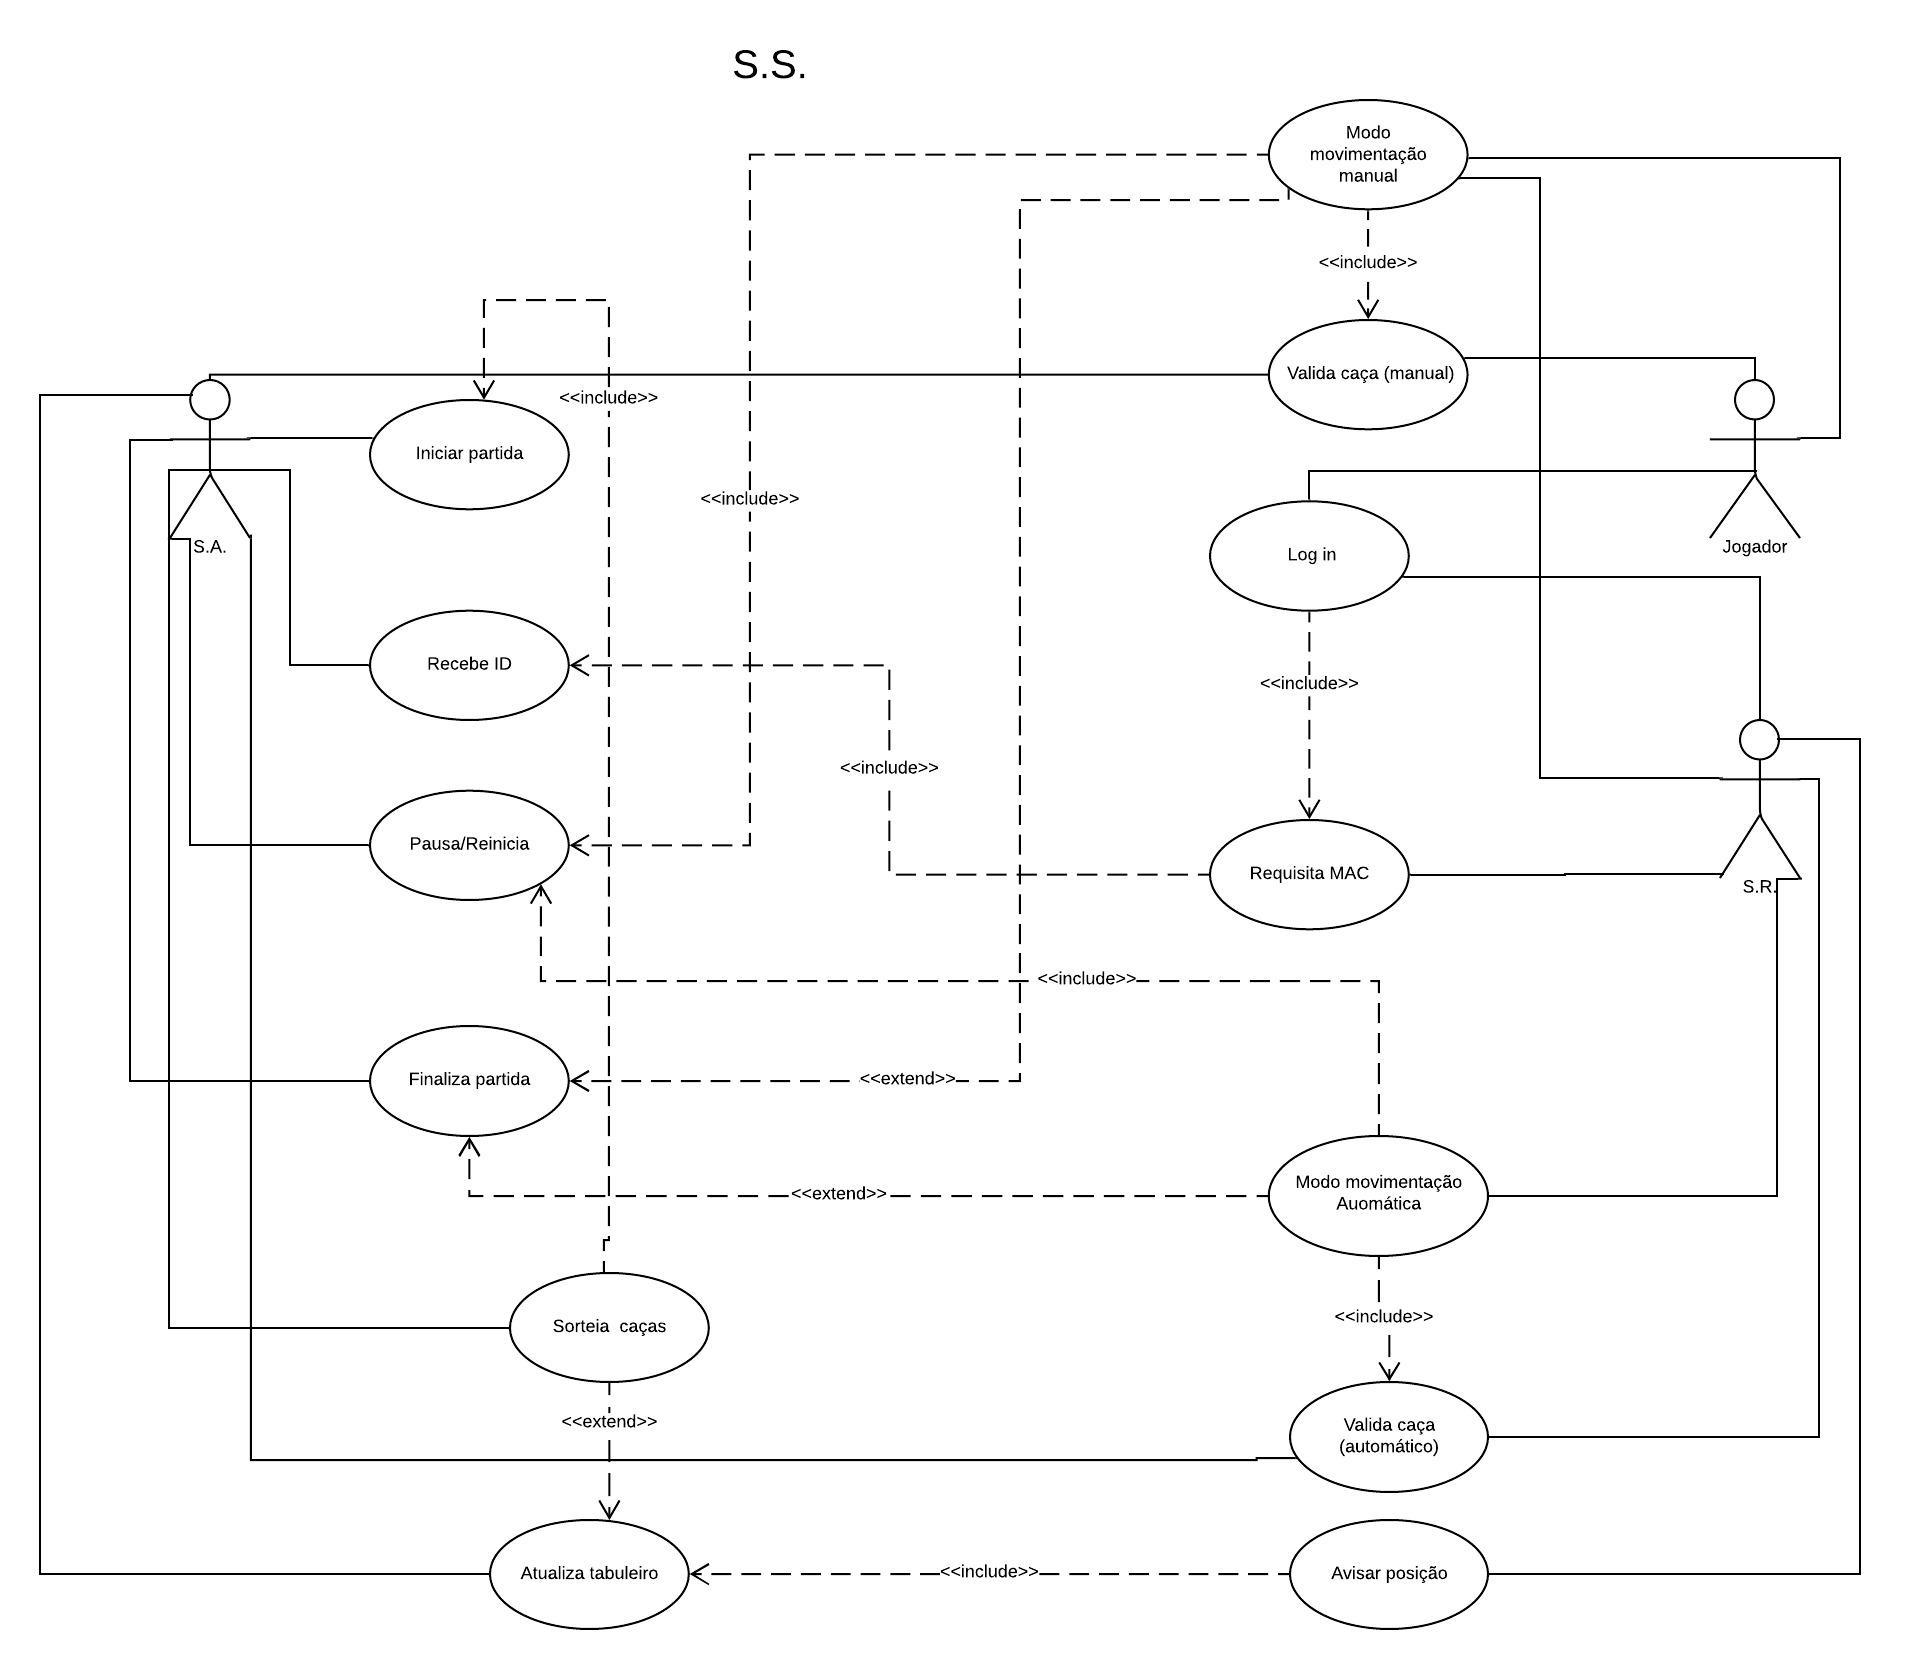 S.S.
Modo
movimentação
manual
<<include>>
Valida caça (manual)
<<include>>
Iniciar partida
<<include>>
S.A.
Log in
Jogador
Recebe ID
<<include>>
<<include>>
Pausa/Reinicia
Requisita MAC
S.R.
<<include>>
Finaliza partida
<<extend>>
<<extend>>
Modo movimentação
Auomática
Sorteia  caças
<<include>>
<<extend>>
Valida caça
(automático)
Atualiza tabuleiro
<<include>>
Avisar posição